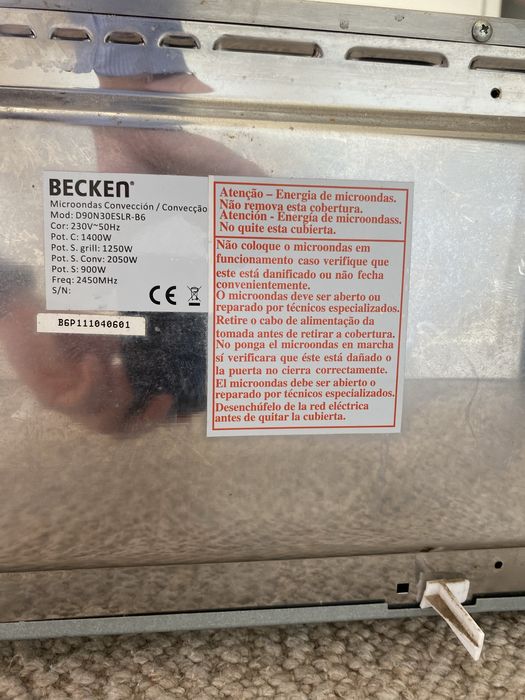 BECKEN®
Microondas Convección / Convecção
Mod: D90N30ESLR-B6
Cor: 230V~50Hz
Pot. C: 1400W
Pot. S. grill: 1250W
Pot. S. Conv: 2050W
Pot. S: 900W
Freq: 2450MHz
S/N:
CE
B6P111040601
Atenção – Energia de microondas.
Não remova esta cobertura.
Atención - Energía de microondass.
No quite esta cubierta.
Não coloque o microondas em
funcionamento caso verifique que
este está danificado ou não fecha
convenientemente.
O microondas deve ser aberto ou
reparado por técnicos especializados.
Retire o cabo de alimentação da
tomada antes de retirar a cobertura.
No ponga el microondas en marcha
sí verificara que éste está dañado o
la puerta no cierra correctamente.
El microondas debe ser abierto o
reparado por técnicos especializados.
Desenchúfelo de la red eléctrica
antes de quitar la cubierta.